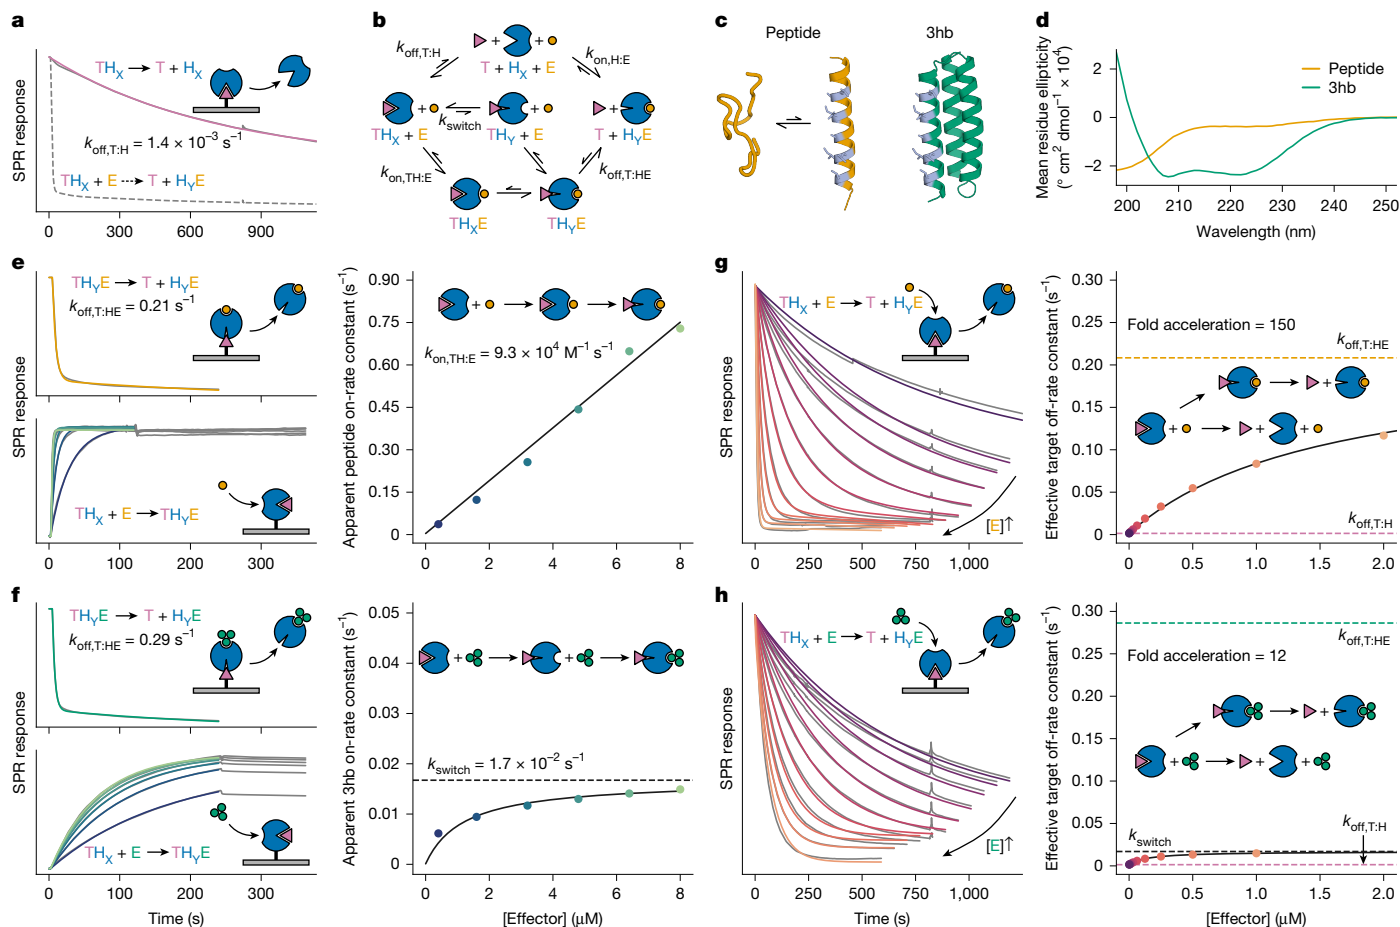 a
SPR response
THX → T + HX
koff,T:H = 1.4 × 10−3 s−1
THX + E ⇢ T + HYE
0 300 600 900
b
koff,T:H
kon,H:E
T + HX + E
kswitch
THX + E
THY + E
T + HYE
kon,TH:E
koff,T:HE
THXE
THYE
c
Peptide
3hb
d
Mean residue ellipticity
(° cm2 dmol−1 × 104)
2
0
−2
Peptide
3hb
200 210 220 230 240 250
Wavelength (nm)
e
SPR response
THYE → T + HYE
koff,T:HE = 0.21 s−1
THX + E → THYE
0 100 200 300
Apparent peptide on-rate constant (s−1)
0.90
0.75
0.60
0.45
0.30
0.15
0
kon,TH:E = 9.3 × 104 M−1 s−1
0 2 4 6 8
g
SPR response
THX + E → T + HYE
[E]↑
0 250 500 750 1,000
Effective target off-rate constant (s−1)
0.30
0.25
0.20
0.15
0.10
0.05
0
Fold acceleration = 150
koff,T:HE
koff,T:H
0 0.5 1.0 1.5 2.0
f
SPR response
THYE → T + HYE
koff,T:HE = 0.29 s−1
THX + E → THYE
0 100 200 300
Time (s)
Apparent 3hb on-rate constant (s−1)
0.05
0.04
0.03
0.02
0.01
0
kswitch = 1.7 × 10−2 s−1
0 2 4 6 8
[Effector] (μM)
h
SPR response
THX + E → T + HYE
[E]↑
0 250 500 750 1,000
Time (s)
Effective target off-rate constant (s−1)
0.30
0.25
0.20
0.15
0.10
0.05
0
koff,T:HE
Fold acceleration = 12
kswitch
koff,T:H
0 0.5 1.0 1.5 2.0
[Effector] (μM)